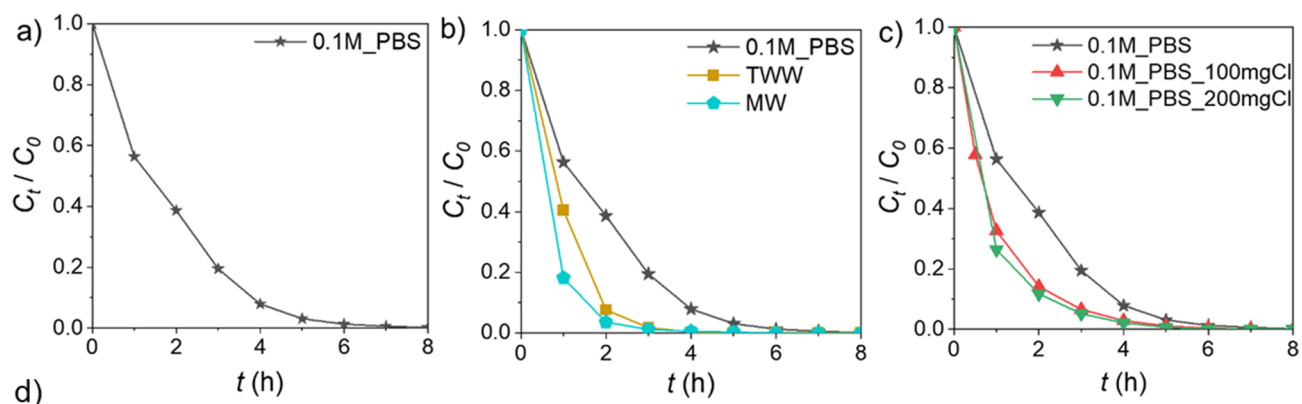 a)
0.1M_PBS
1.0
0.8
0.6
0.4
0.2
0.0
C_t / C_0
0 2 4 6 8
t (h)
b)
0.1M_PBS
TWW
MW
1.0
0.8
0.6
0.4
0.2
0.0
C_t / C_0
0 2 4 6 8
t (h)
c)
0.1M_PBS
0.1M_PBS_100mgCl
0.1M_PBS_200mgCl
1.0
0.8
0.6
0.4
0.2
0.0
C_t / C_0
0 2 4 6 8
t (h)
d)